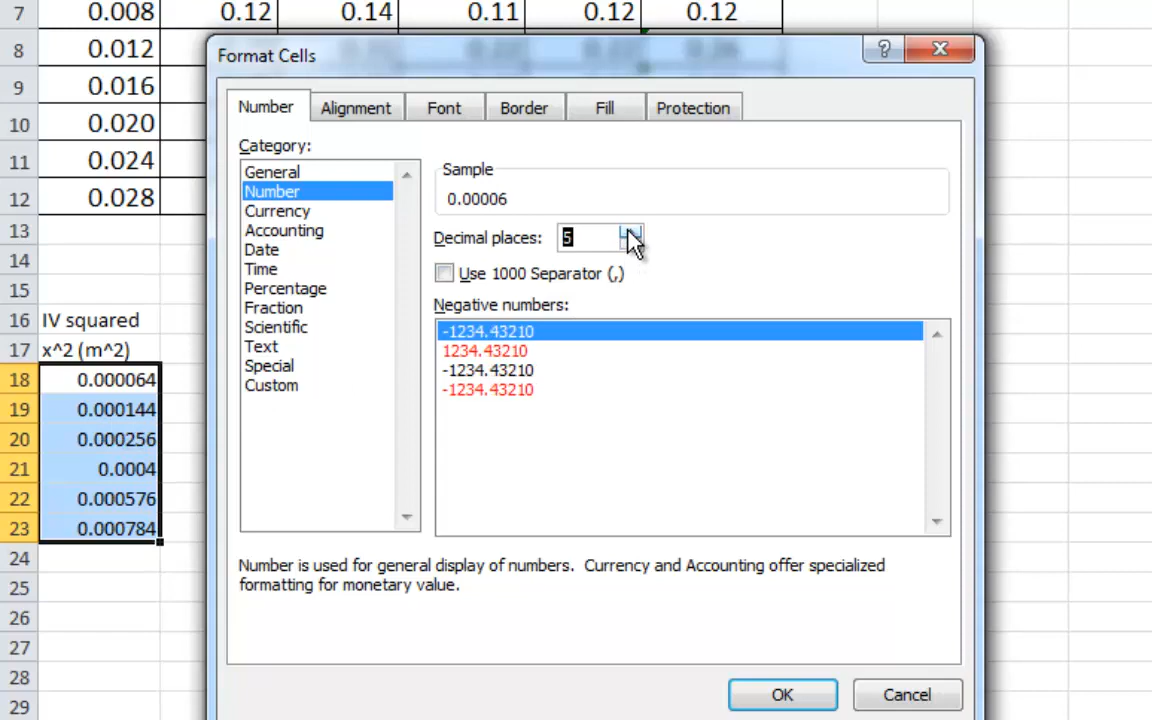 7 0.008 0.12 0.14 0.11 0.12 0.12
8 0.012
9 0.016
10 0.020
11 0.024
12 0.028
13
14
15
16 IV squared
17 x^2 (m^2)
18 0.000064
19 0.000144
20 0.000256
21 0.0004
22 0.000576
23 0.000784
24
25
26
27
28
29
Format Cells
?
Number Alignment Font Border Fill Protection
Category:
General
Number
Currency
Accounting
Date
Time
Percentage
Fraction
Scientific
Text
Special
Custom
Sample
0.00006
Decimal places: 5
Use 1000 Separator (,)
Negative numbers:
-1234.43210
1234.43210
-1234.43210
-1234.43210
Number is used for general display of numbers. Currency and Accounting offer specialized
formatting for monetary value.
OK Cancel